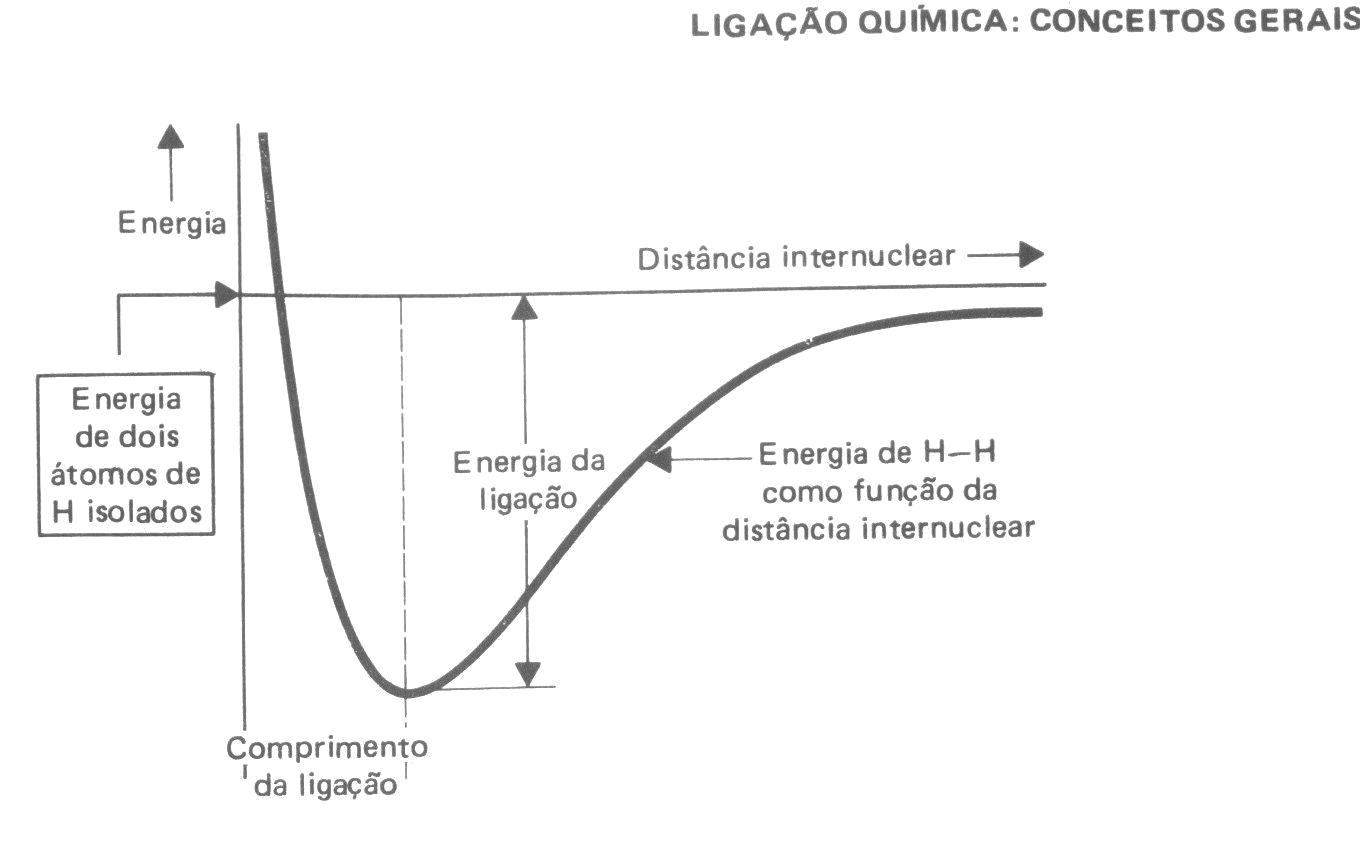 LIGAÇÃO QUÍMICA: CONCEITOS GERAIS
Energia
Distância internuclear
Energia
de dois
átomos de
H isolados
Energia da
ligação
Energia de H–H
como função da
distância internuclear
Comprimento
da ligação